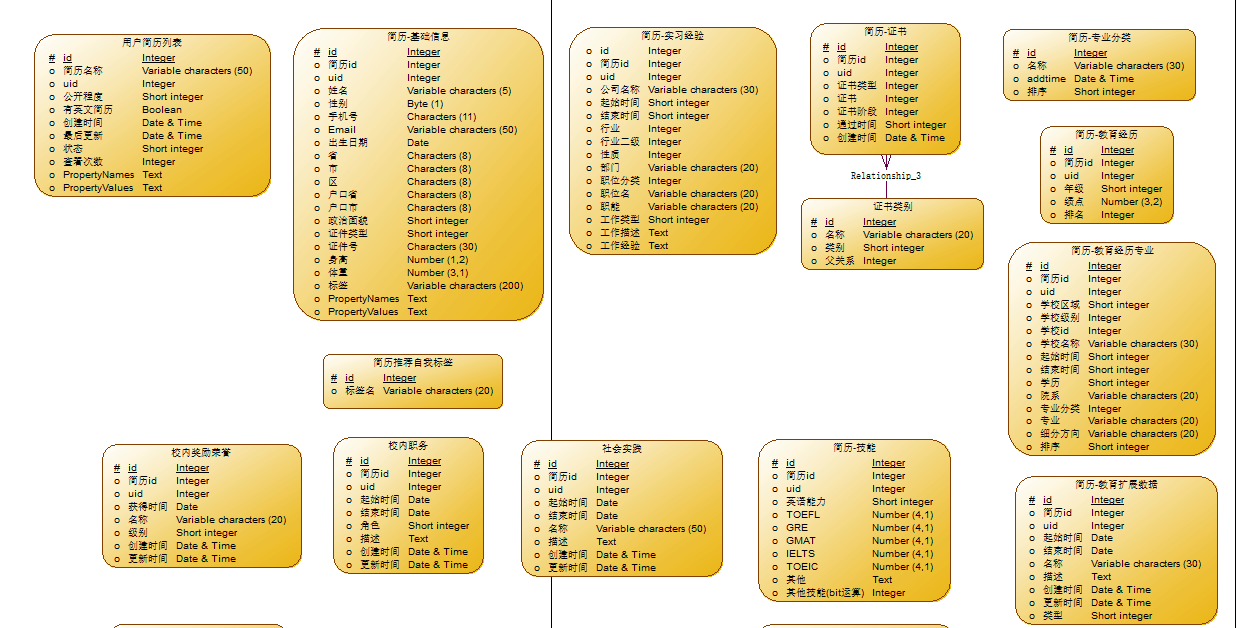 用户简历列表
# id Integer
o 简历名称 Variable characters (50)
o uid Integer
o 公开程度 Short integer
o 有英文简历 Boolean
o 创建时间 Date & Time
o 最后更新 Date & Time
o 状态 Short integer
o 查看次数 Integer
o PropertyNames Text
o PropertyValues Text
简历-基础信息
# id Integer
o 简历id Integer
o uid Integer
o 姓名 Variable characters (5)
o 性别 Byte (1)
o 手机号 Characters (11)
o Email Variable characters (50)
o 出生日期 Date
o 省 Characters (8)
o 市 Characters (8)
o 区 Characters (8)
o 户口省 Characters (8)
o 户口市 Characters (8)
o 政治面貌 Short integer
o 证件类型 Short integer
o 证件号 Characters (30)
o 身高 Number (1,2)
o 体重 Number (3,1)
o 标签 Variable characters (200)
o PropertyNames Text
o PropertyValues Text
简历-实习经验
o id Integer
o 简历id Integer
o uid Integer
o 公司名称 Variable characters (30)
o 起始时间 Short integer
o 结束时间 Short integer
o 行业 Integer
o 行业二级 Integer
o 性质 Integer
o 部门 Variable characters (20)
o 职位分类 Integer
o 职位名 Variable characters (20)
o 职能 Variable characters (20)
o 工作类型 Short integer
o 工作描述 Text
o 工作经验 Text
简历-证书
# id Integer
o 简历id Integer
o uid Integer
o 证书类型 Integer
o 证书 Integer
o 证书阶段 Integer
o 通过时间 Short integer
o 创建时间 Date & Time
Relationship_3
证书类别
# id Integer
o 名称 Variable characters (20)
o 类别 Short integer
o 父关系 Integer
简历-专业分类
# id Integer
o 名称 Variable characters (30)
o addtime Date & Time
o 排序 Short integer
简历-教育经历
# id Integer
o 简历id Integer
o uid Integer
o 年级 Short integer
o 绩点 Number (3,2)
o 排名 Integer
简历-教育经历专业
# id Integer
o 简历id Integer
o uid Integer
o 学校区域 Short integer
o 学校级别 Integer
o 学校id Integer
o 学校名称 Variable characters (30)
o 起始时间 Short integer
o 结束时间 Short integer
o 学历 Short integer
o 院系 Variable characters (20)
o 专业分类 Integer
o 专业 Variable characters (20)
o 细分方向 Variable characters (20)
o 排序 Short integer
简历推荐自我标签
# id Integer
o 标签名 Variable characters (20)
校内奖励荣誉
# id Integer
o 简历id Integer
o uid Integer
o 获得时间 Date
o 名称 Variable characters (20)
o 级别 Short integer
o 创建时间 Date & Time
o 更新时间 Date & Time
校内职务
# id Integer
o 简历id Integer
o uid Integer
o 起始时间 Date
o 结束时间 Date
o 角色 Short integer
o 描述 Text
o 创建时间 Date & Time
o 更新时间 Date & Time
社会实践
# id Integer
o 简历id Integer
o uid Integer
o 起始时间 Date
o 结束时间 Date
o 名称 Variable characters (50)
o 描述 Text
o 创建时间 Date & Time
o 更新时间 Date & Time
简历-技能
# id Integer
o 简历id Integer
o uid Integer
o 英语能力 Short integer
o TOEFL Number (4,1)
o GRE Number (4,1)
o GMAT Number (4,1)
o IELTS Number (4,1)
o TOEIC Number (4,1)
o 其他 Text
o 其他技能(bit运算) Integer
简历-教育扩展数据
# id Integer
o 简历id Integer
o uid Integer
o 起始时间 Date
o 结束时间 Date
o 名称 Variable characters (30)
o 描述 Text
o 创建时间 Date & Time
o 更新时间 Date & Time
o 类型 Short integer